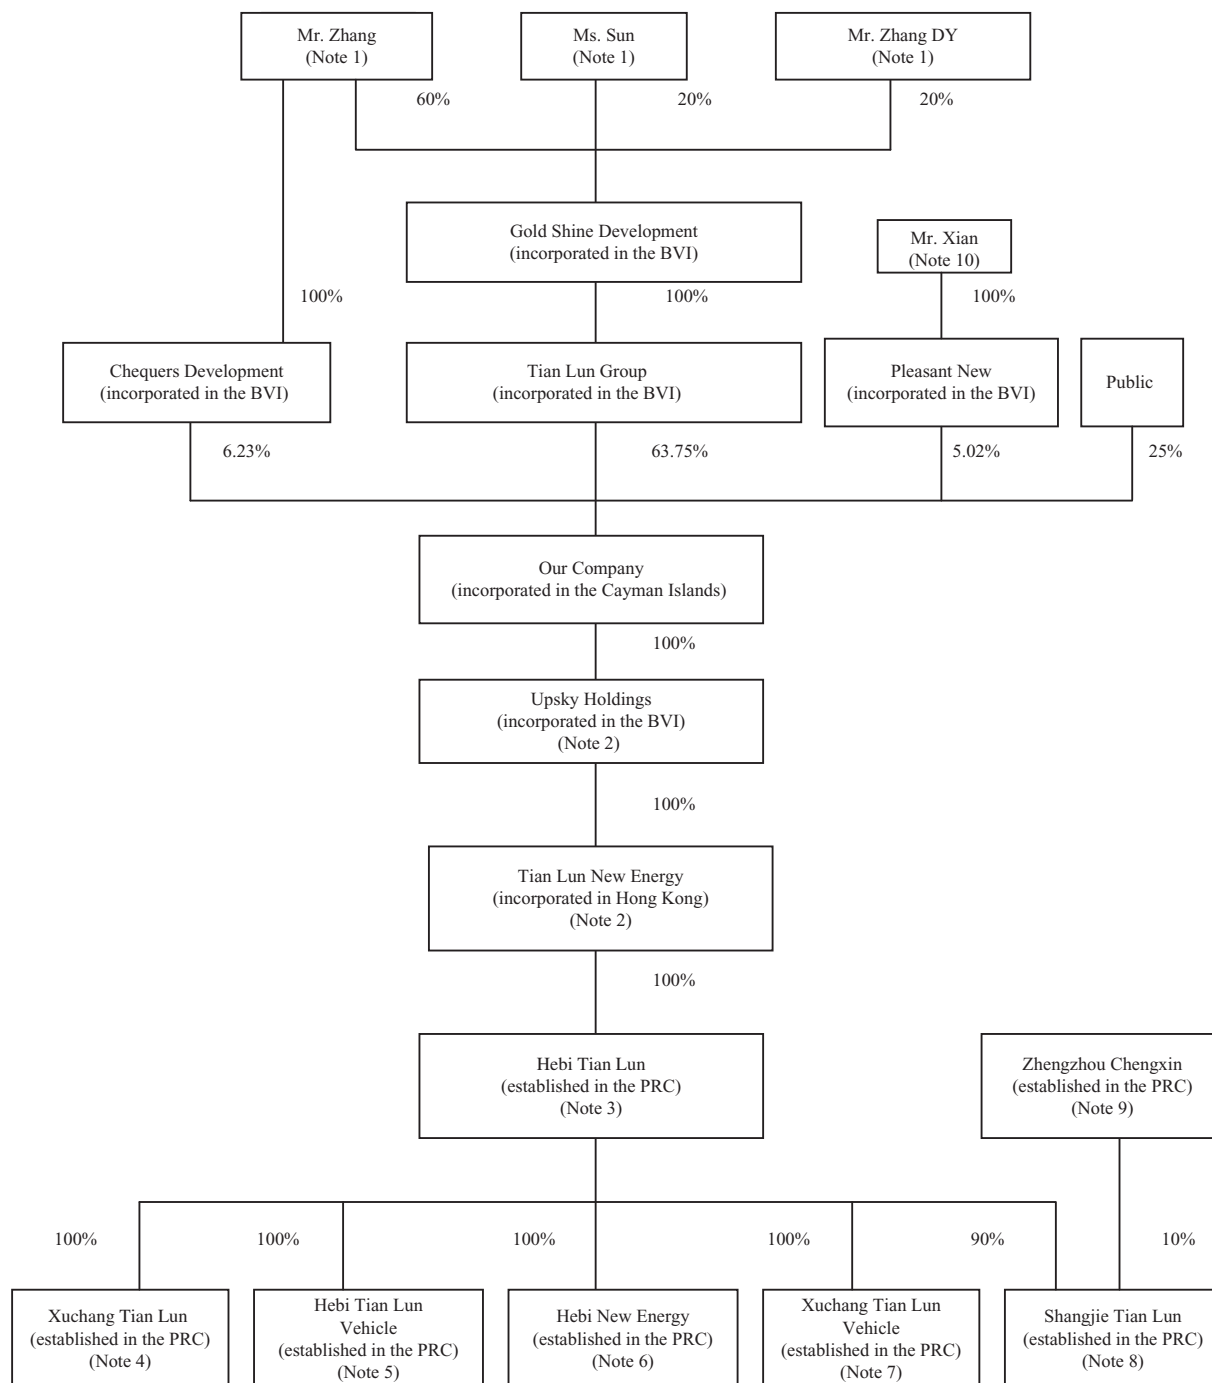 Mr. Zhang
(Note 1)
Ms. Sun
(Note 1)
Mr. Zhang DY
(Note 1)
60%
20%
20%
Gold Shine Development
(incorporated in the BVI)
Mr. Xian
(Note 10)
100%
100%
100%
Chequers Development
(incorporated in the BVI)
Tian Lun Group
(incorporated in the BVI)
Pleasant New
(incorporated in the BVI)
Public
6.23%
63.75%
5.02%
25%
Our Company
(incorporated in the Cayman Islands)
100%
Upsky Holdings
(incorporated in the BVI)
(Note 2)
100%
Tian Lun New Energy
(incorporated in Hong Kong)
(Note 2)
100%
Hebi Tian Lun
(established in the PRC)
(Note 3)
Zhengzhou Chengxin
(established in the PRC)
(Note 9)
100%
100%
100%
100%
90%
10%
Xuchang Tian Lun
(established in the PRC)
(Note 4)
Hebi Tian Lun
Vehicle
(established in the PRC)
(Note 5)
Hebi New Energy
(established in the PRC)
(Note 6)
Xuchang Tian Lun
Vehicle
(established in the PRC)
(Note 7)
Shangjie Tian Lun
(established in the PRC)
(Note 8)